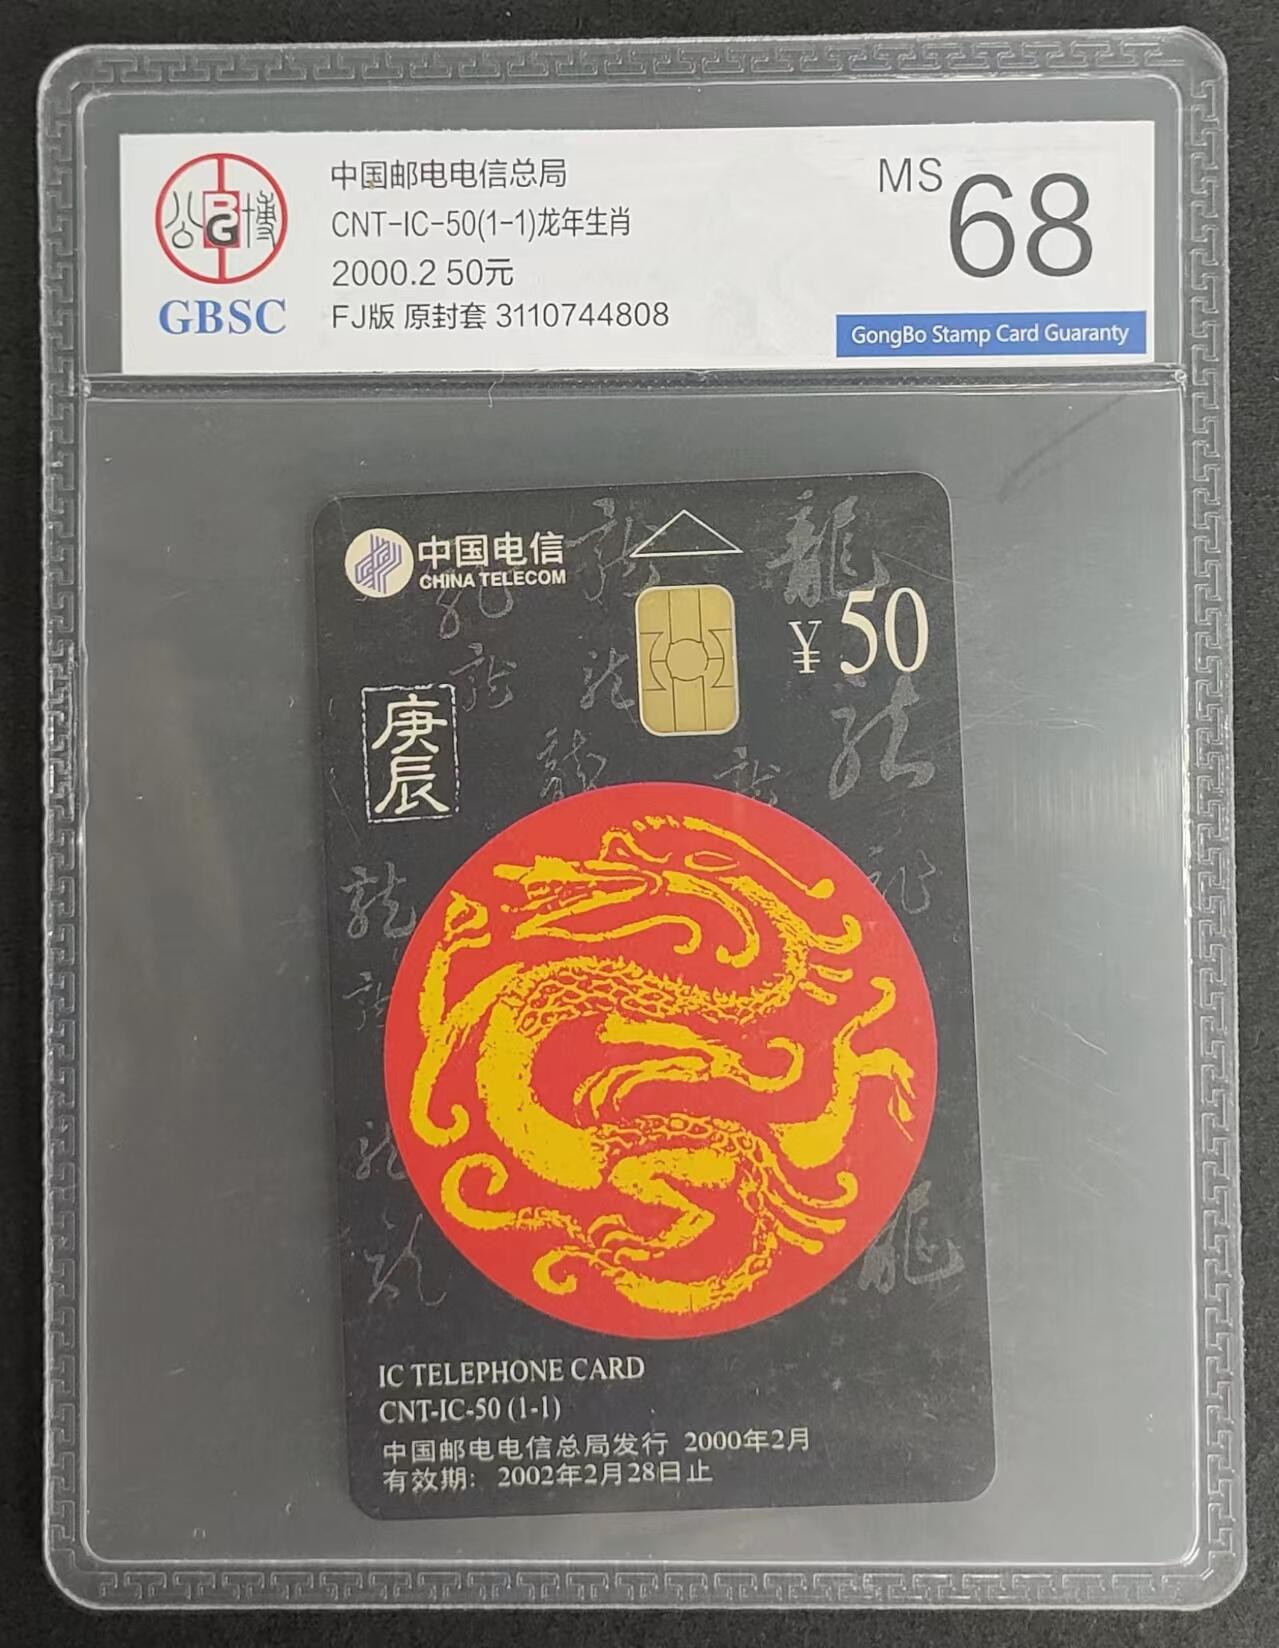 公博
GBSC
中国邮电电信总局
CNT-IC-50(1-1)龙年生肖
2000.2 50元
FJ版 原封套 3110744808
MS 68
GongBo Stamp Card Guaranty
中国电信
CHINA TELECOM
¥50
庚辰
龍
IC TELEPHONE CARD
CNT-IC-50 (1-1)
中国邮电电信总局发行 2000年2月
有效期: 2002年2月28日止